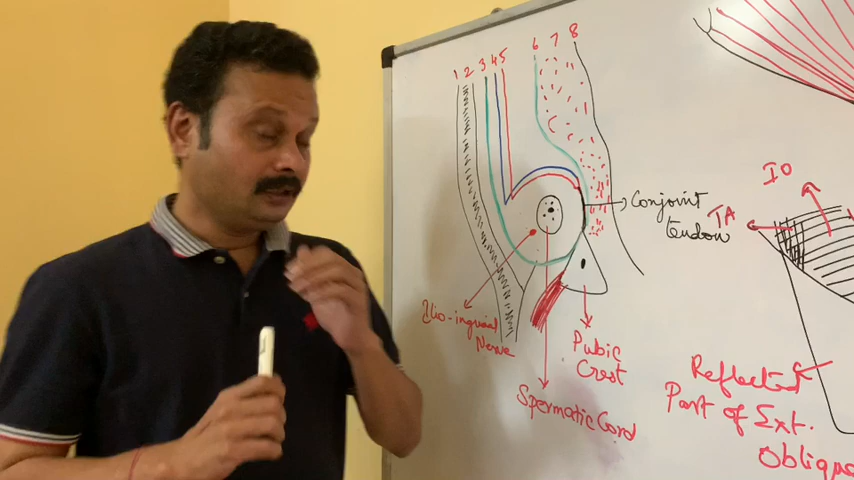 1 2 3 4 5 6 7 8
Conjoint
tendon
IO
TA
Ilio-inguinal
Nerve
Pubic
Crest
Spermatic Cord
Reflected
Part of Ext.
Oblique